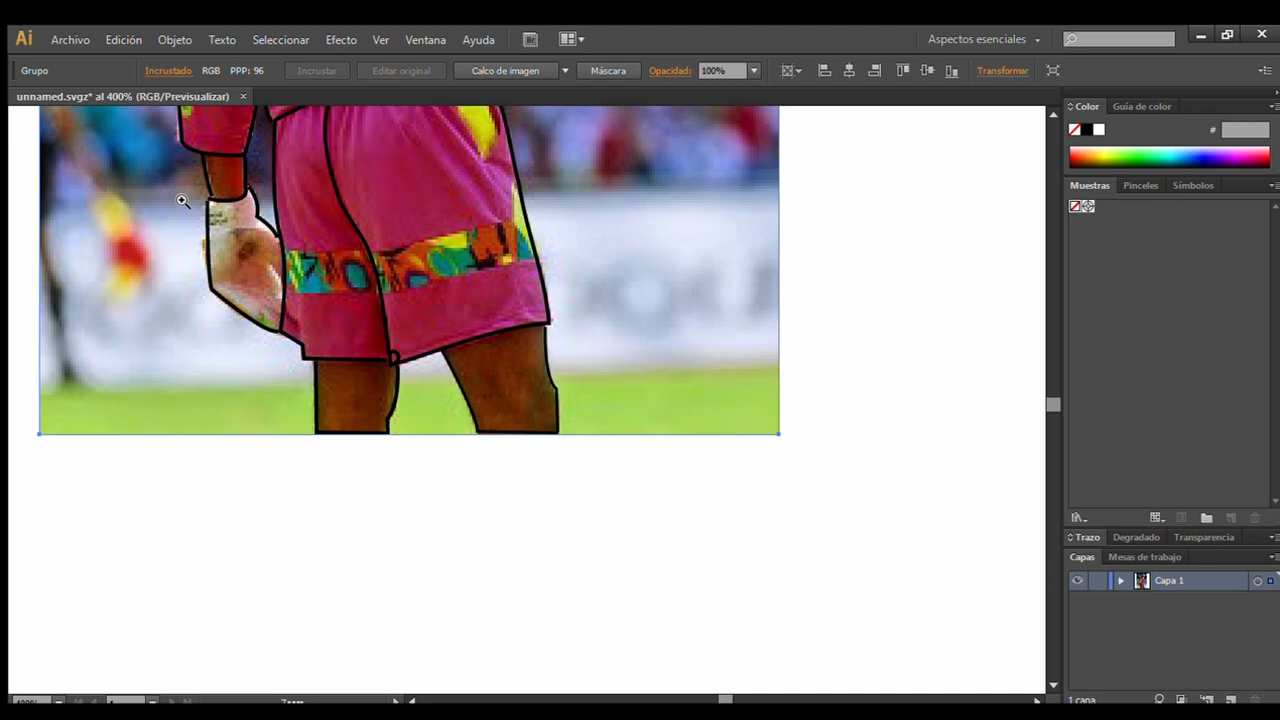 Ai Archivo Edición Objeto Texto Seleccionar Efecto Ver Ventana Ayuda Br Aspectos esenciales
Grupo Incrustado RGB PPP: 96 Incrustar Editar original Calco de imagen Máscara Opacidad: 100% Transformar
unnamed.svgz* al 400% (RGB/Previsualizar) ×
Color Guía de color
#
Muestras Pinceles Símbolos
Trazo Degradado Transparencia
Capas Mesas de trabajo
Capa 1
1 capa